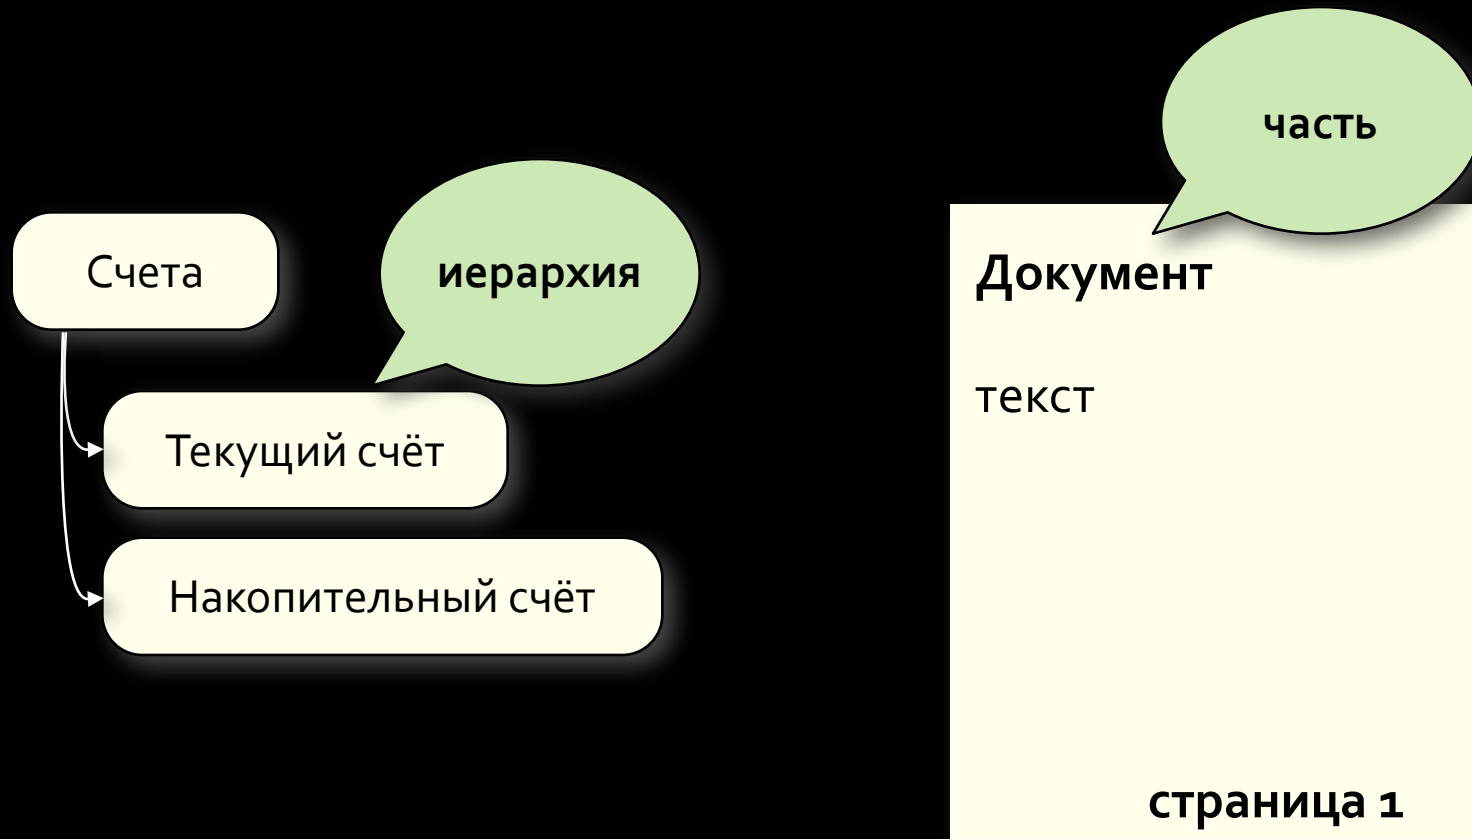 часть
иерархия
Счета
Текущий счёт
Накопительный счёт
Документ
текст
страница 1